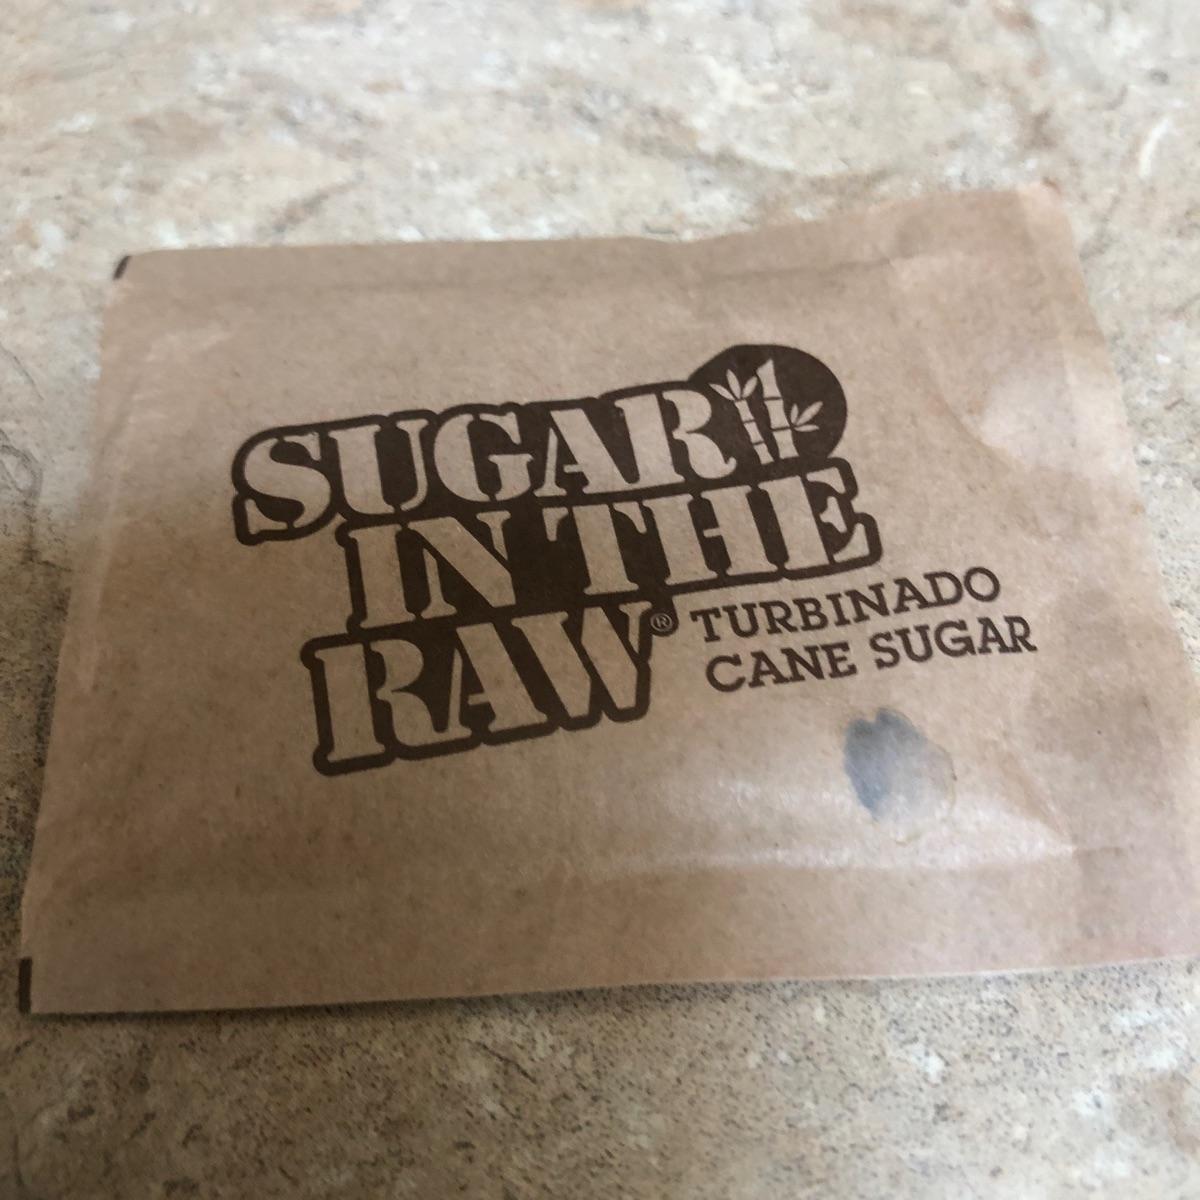 SUGAR
IN THE
RAW®
TURBINADO
CANE SUGAR